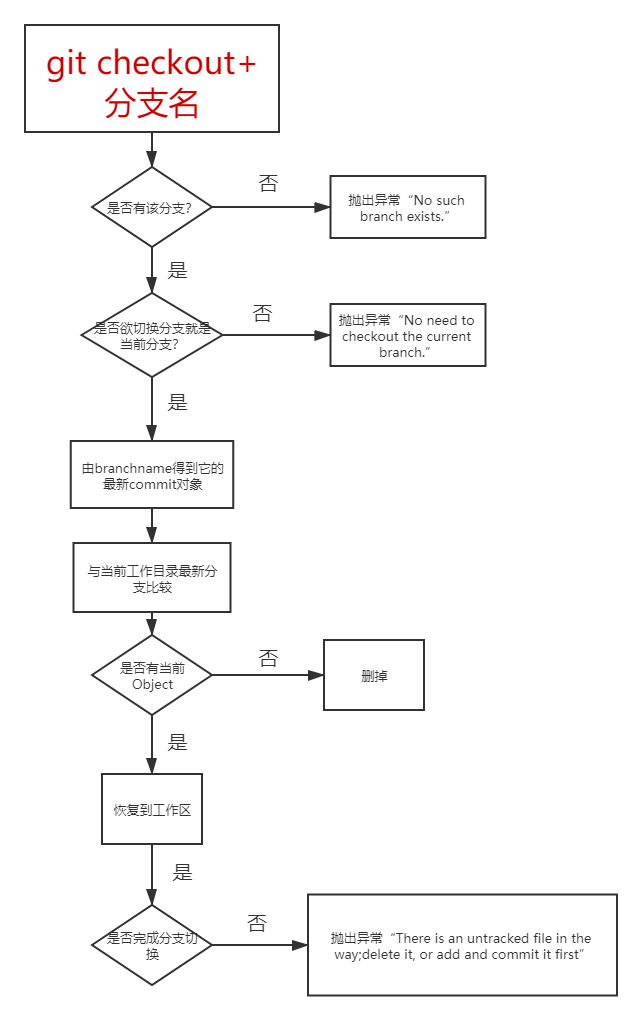 git checkout+
分支名
是否有该分支？
否
抛出异常“No such
branch exists.”
是
是否欲切换分支就是
当前分支？
否
抛出异常“No need to
checkout the current
branch.”
是
由branchname得到它的
最新commit对象
与当前工作目录最新分
支比较
是否有当前
Object
否
删掉
是
恢复到工作区
是
是否完成分支切
换
否
抛出异常“There is an untracked file in the
way;delete it, or add and commit it first”